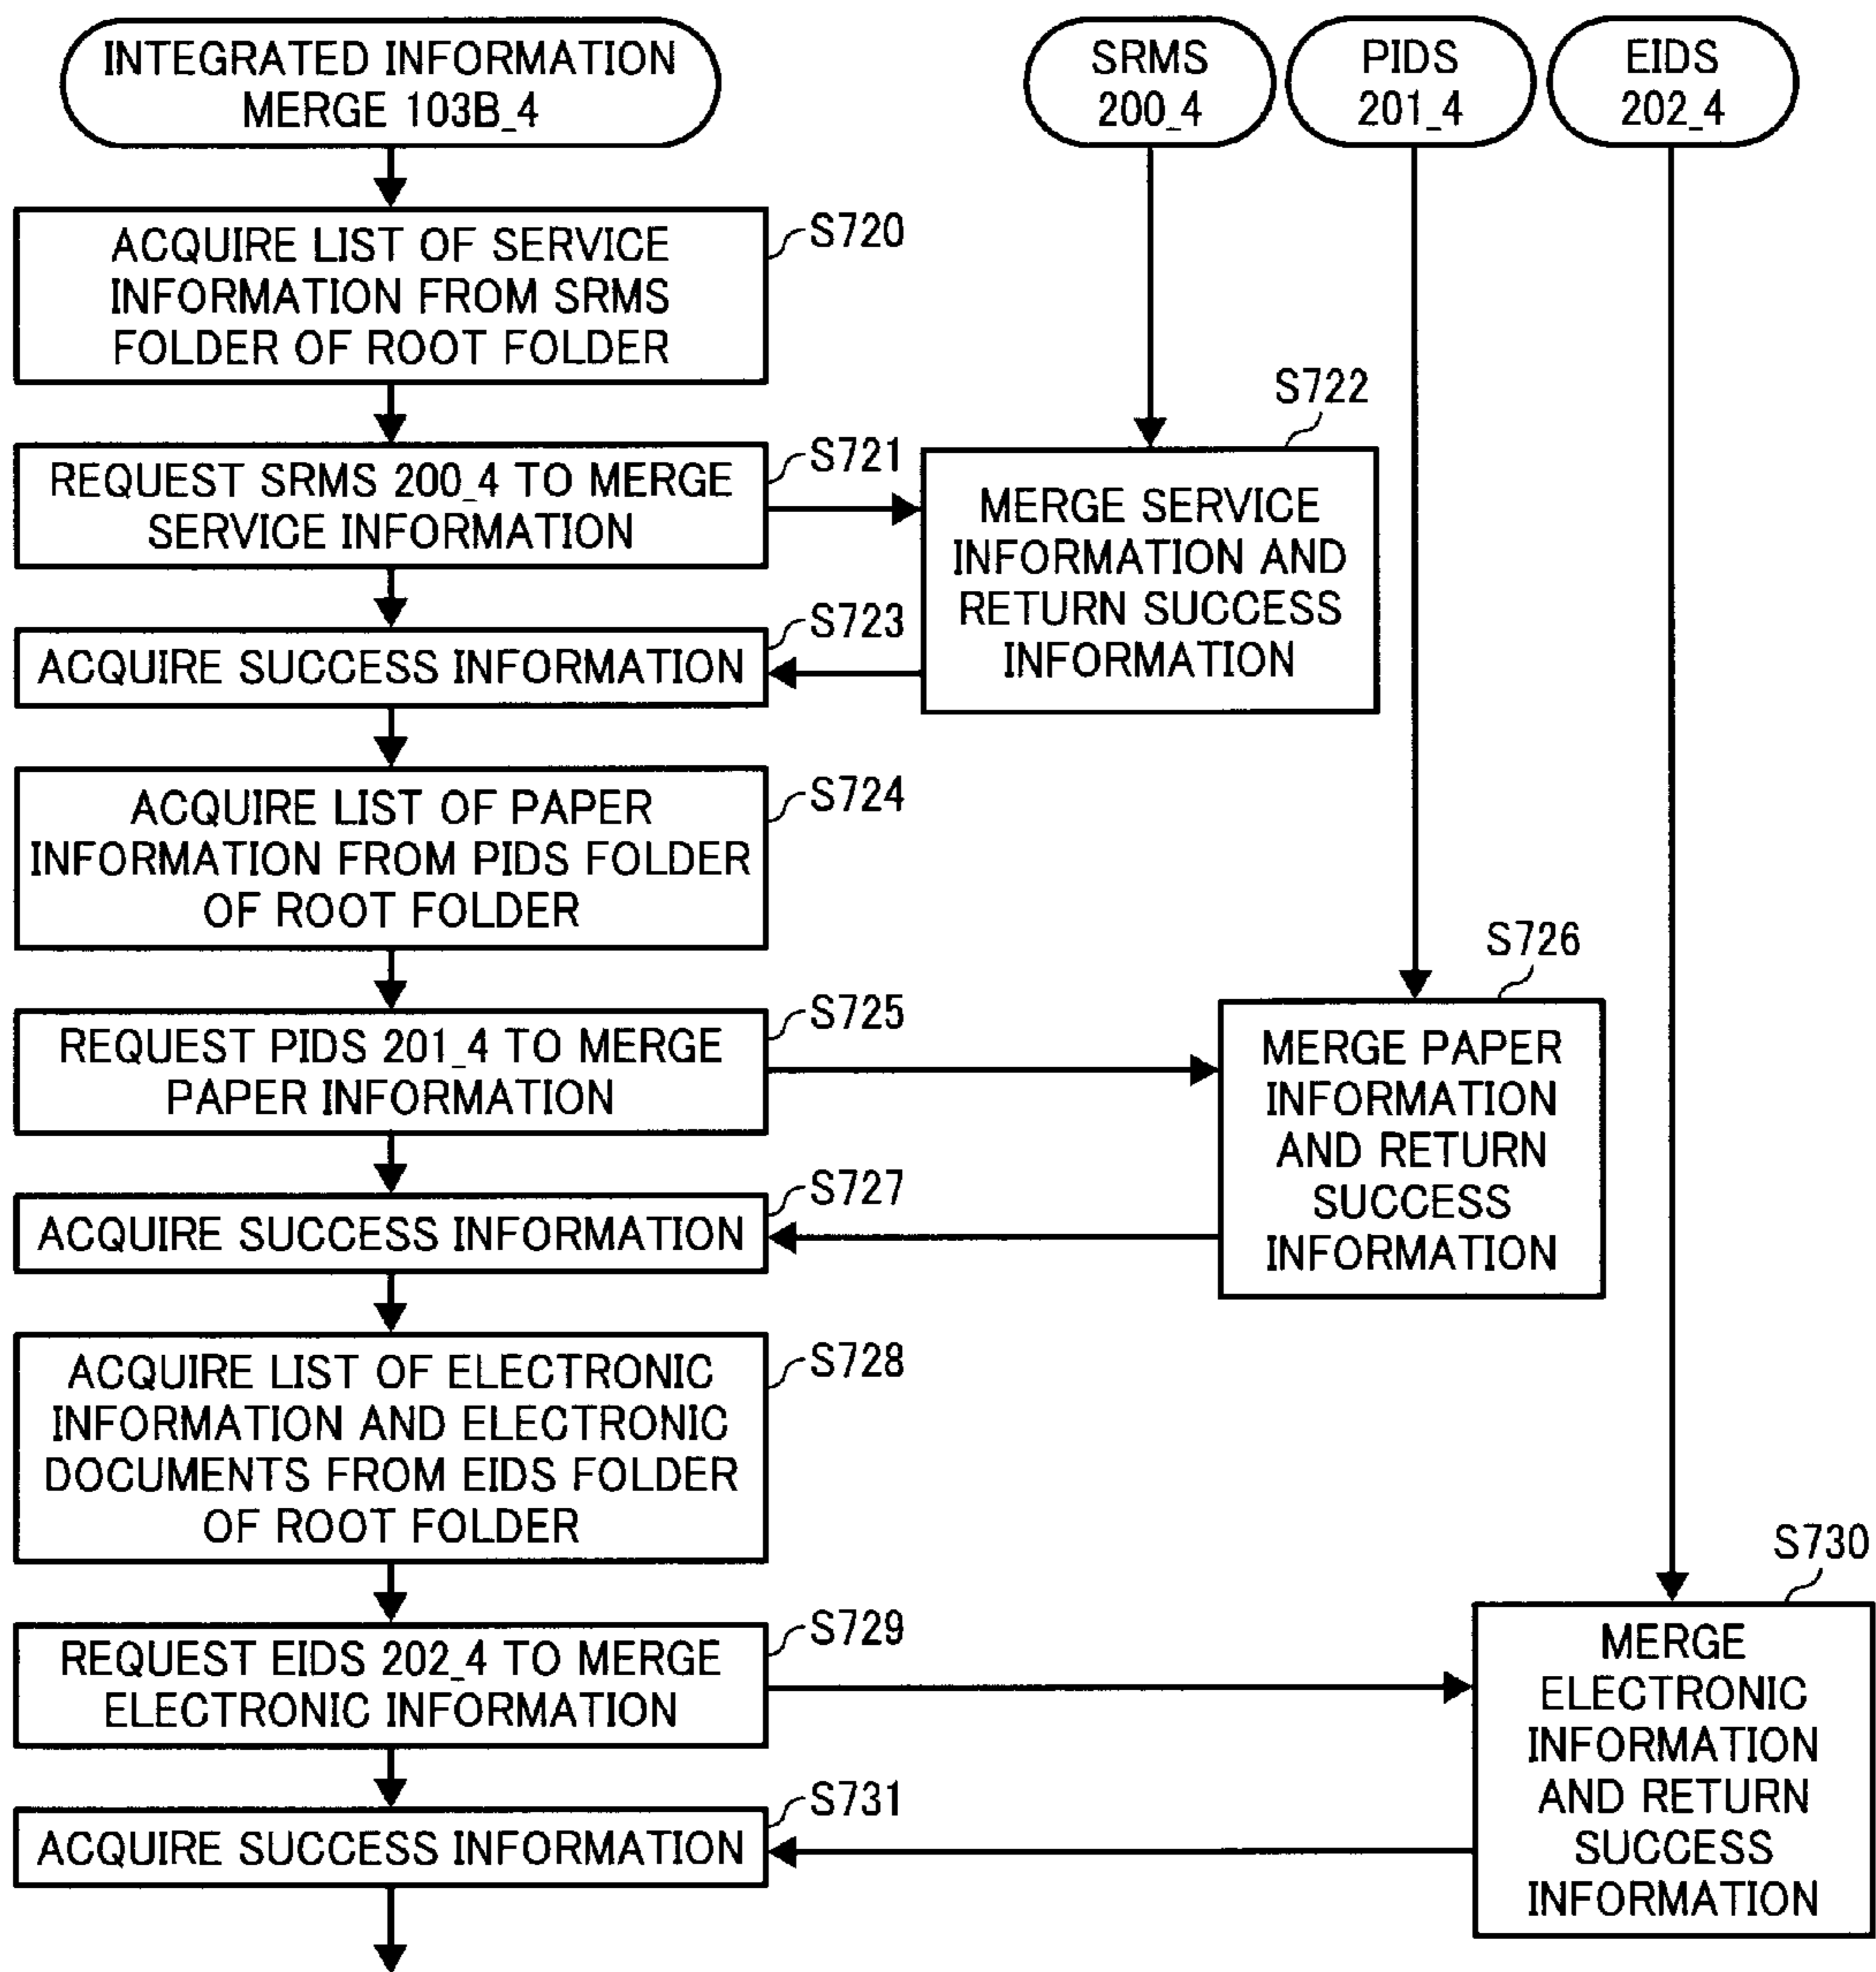 INTEGRATED INFORMATION
MERGE 103B_4
SRMS
200_4
PIDS
201_4
EIDS
202_4
ACQUIRE LIST OF SERVICE
INFORMATION FROM SRMS
FOLDER OF ROOT FOLDER
S720
REQUEST SRMS 200_4 TO MERGE
SERVICE INFORMATION
S721
S722
MERGE SERVICE
INFORMATION AND
RETURN SUCCESS
INFORMATION
ACQUIRE SUCCESS INFORMATION
S723
ACQUIRE LIST OF PAPER
INFORMATION FROM PIDS FOLDER
OF ROOT FOLDER
S724
REQUEST PIDS 201_4 TO MERGE
PAPER INFORMATION
S725
S726
MERGE PAPER
INFORMATION
AND RETURN
SUCCESS
INFORMATION
ACQUIRE SUCCESS INFORMATION
S727
ACQUIRE LIST OF ELECTRONIC
INFORMATION AND ELECTRONIC
DOCUMENTS FROM EIDS FOLDER
OF ROOT FOLDER
S728
REQUEST EIDS 202_4 TO MERGE
ELECTRONIC INFORMATION
S729
S730
MERGE
ELECTRONIC
INFORMATION
AND RETURN
SUCCESS
INFORMATION
ACQUIRE SUCCESS INFORMATION
S731